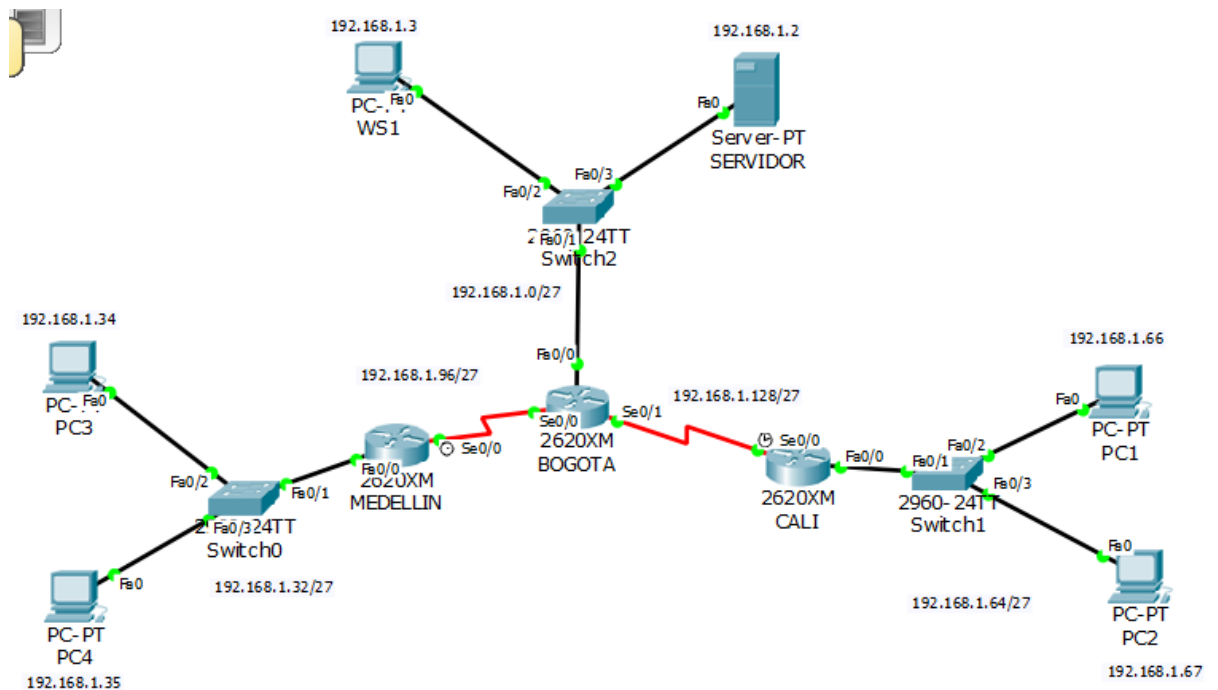 192.168.1.3
192.168.1.2
Fa0
WS1
Fa0
Server-PT
SERVIDOR
Fa0/2
Fa0/3
Fa0/1
24TT
Switch2
192.168.1.0/27
192.168.1.34
Fa0/0
192.168.1.66
192.168.1.96/27
192.168.1.128/27
Fa0
PC3
Se0/0
Se0/1
2620XM
BOGOTA
Fa0
PC-PT
PC1
Se0/0
Se0/0
Fa0/0
Fa0/0
2620XM
MEDELLIN
Fa0/2
Fa0/1
Fa0/1
Fa0/2
Fa0/3
2620XM
CALI
2960-24TT
Switch1
Fa0/3
24TT
Switch0
Fa0
Fa0
192.168.1.32/27
192.168.1.64/27
PC-PT
PC4
PC-PT
PC2
192.168.1.35
192.168.1.67